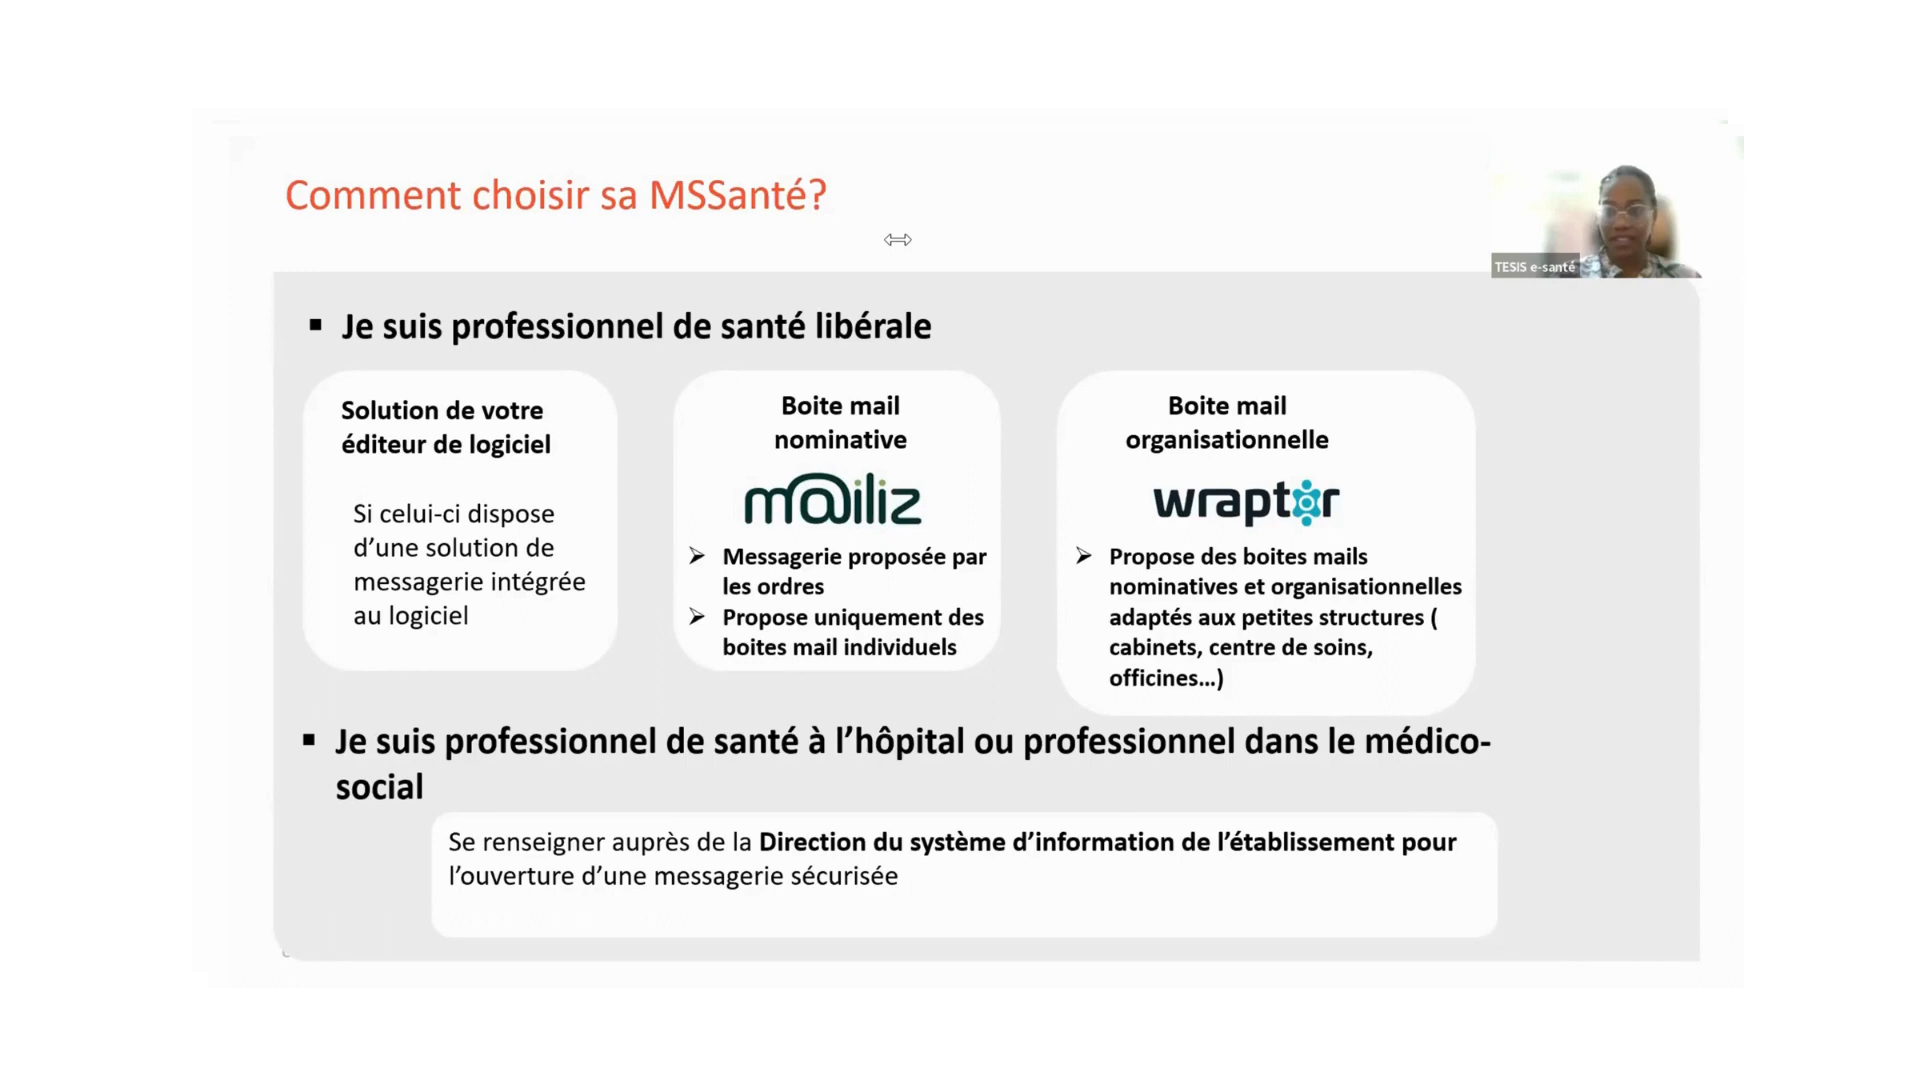 Comment choisir sa MSSanté?
TESIS e-santé
▪ Je suis professionnel de santé libérale
Solution de votre
éditeur de logiciel
Si celui-ci dispose
d’une solution de
messagerie intégrée
au logiciel
Boite mail
nominative
m@iliz
➢ Messagerie proposée par
les ordres
➢ Propose uniquement des
boites mail individuels
Boite mail
organisationnelle
wraptor
➢ Propose des boites mails
nominatives et organisationnelles
adaptés aux petites structures (
cabinets, centre de soins,
officines…)
▪ Je suis professionnel de santé à l’hôpital ou professionnel dans le médico-
social
Se renseigner auprès de la Direction du système d’information de l’établissement pour
l’ouverture d’une messagerie sécurisée